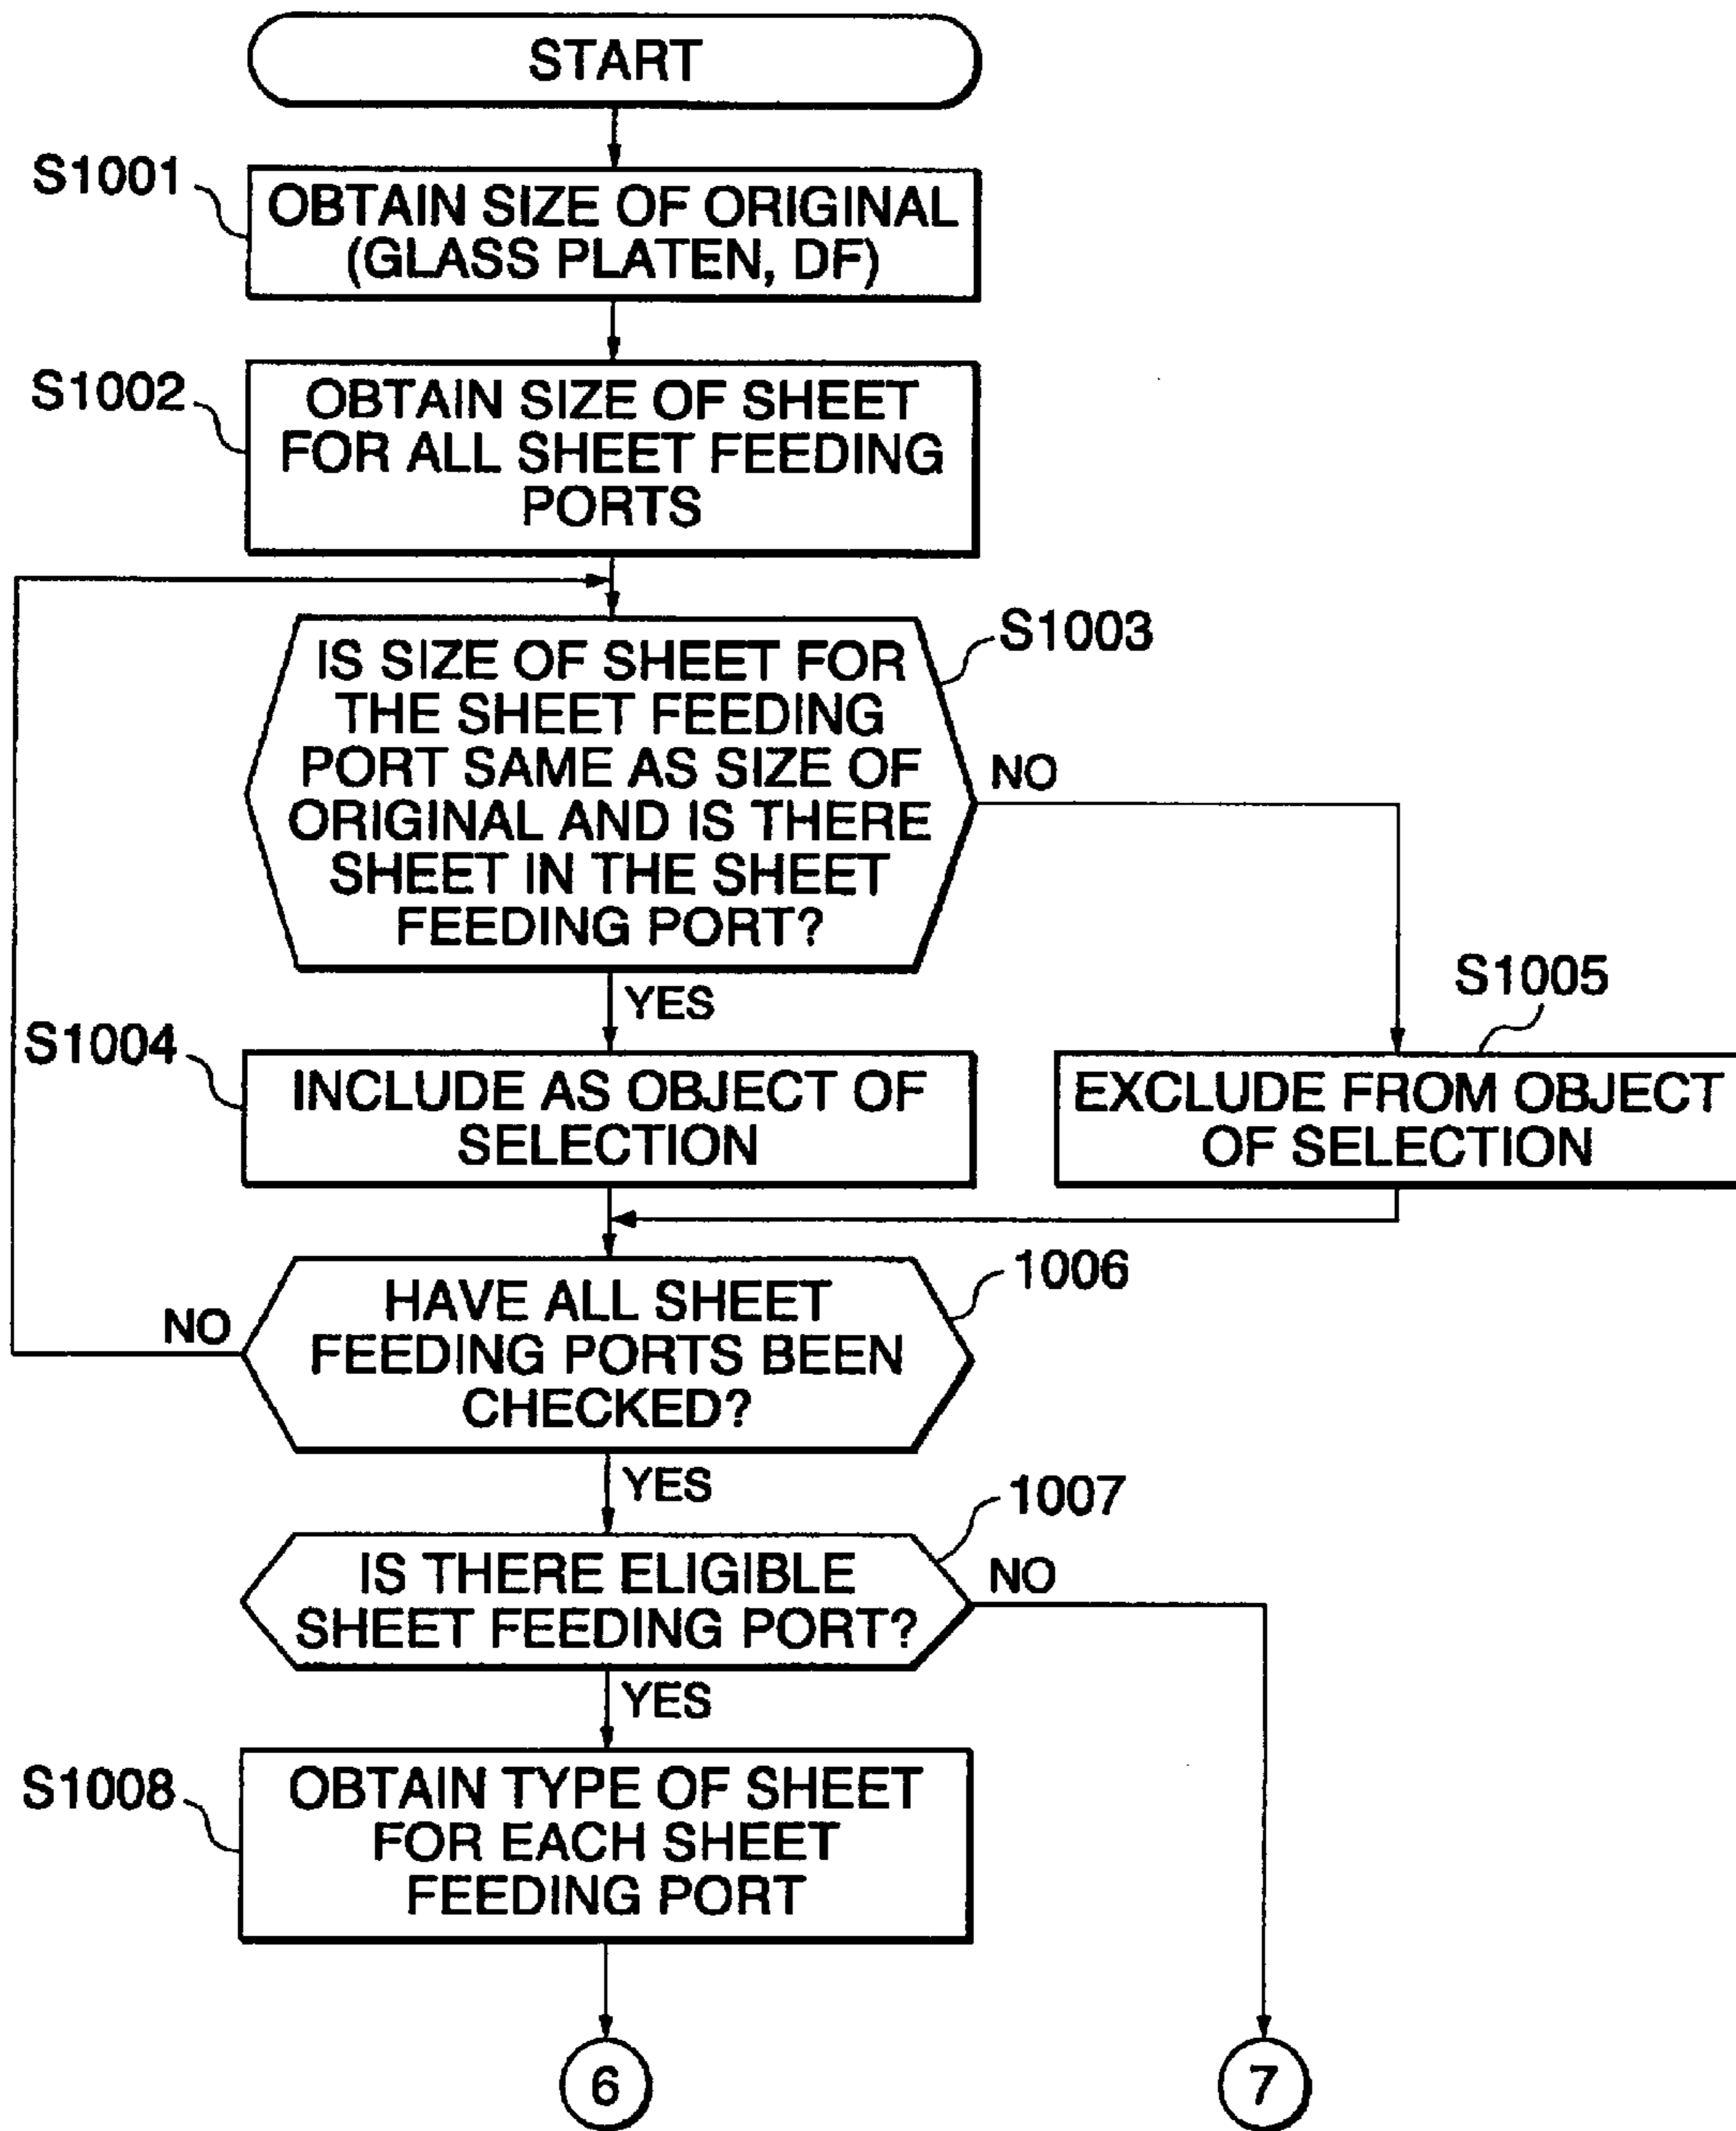 START
S1001
OBTAIN SIZE OF ORIGINAL
(GLASS PLATEN, DF)
S1002
OBTAIN SIZE OF SHEET
FOR ALL SHEET FEEDING
PORTS
S1003
IS SIZE OF SHEET FOR
THE SHEET FEEDING
PORT SAME AS SIZE OF
ORIGINAL AND IS THERE
SHEET IN THE SHEET
FEEDING PORT?
NO
YES
S1004
INCLUDE AS OBJECT OF
SELECTION
S1005
EXCLUDE FROM OBJECT
OF SELECTION
1006
HAVE ALL SHEET
FEEDING PORTS BEEN
CHECKED?
NO
YES
1007
IS THERE ELIGIBLE
SHEET FEEDING PORT?
NO
YES
S1008
OBTAIN TYPE OF SHEET
FOR EACH SHEET
FEEDING PORT
6
7